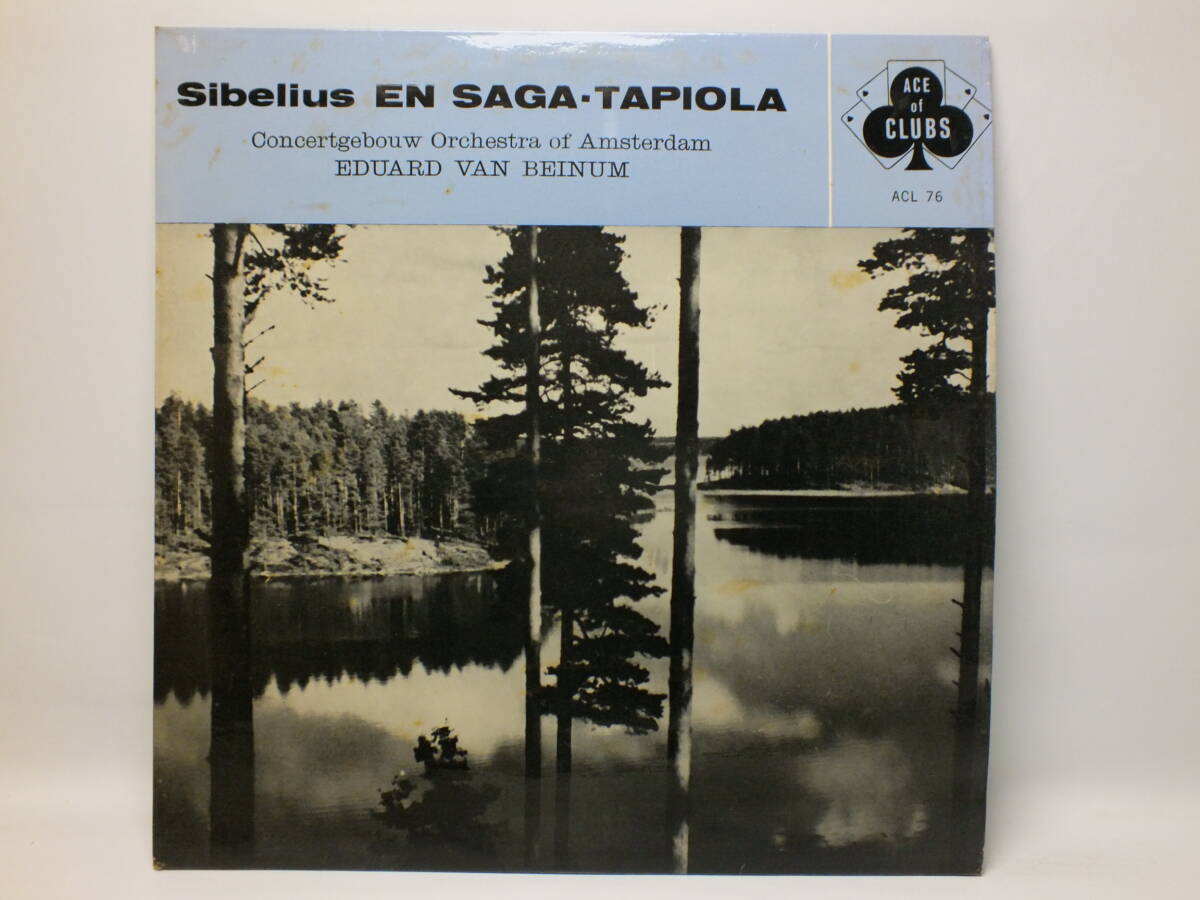 Sibelius EN SAGA·TAPIOLA
Concertgebouw Orchestra of Amsterdam
EDUARD VAN BEINUM
ACE
of
CLUBS
ACL 76